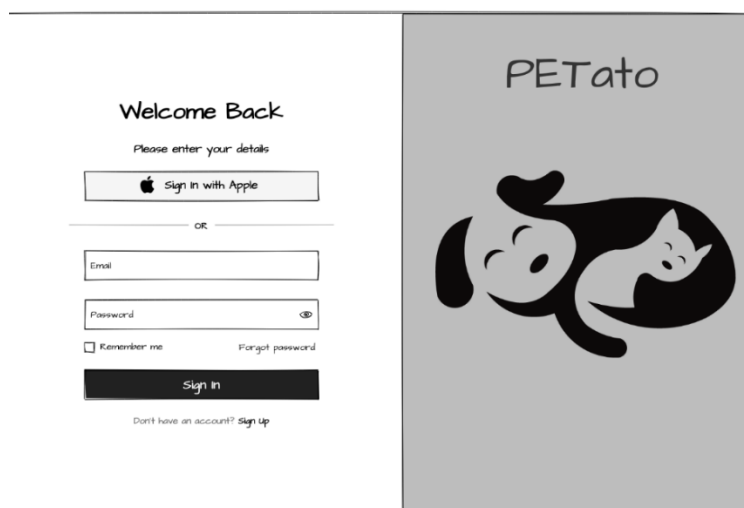 Welcome Back
Please enter your details
Sign In with Apple
OR
Email
Password
Remember me
Forgot password
Sign In
Don't have an account? Sign Up
PETato